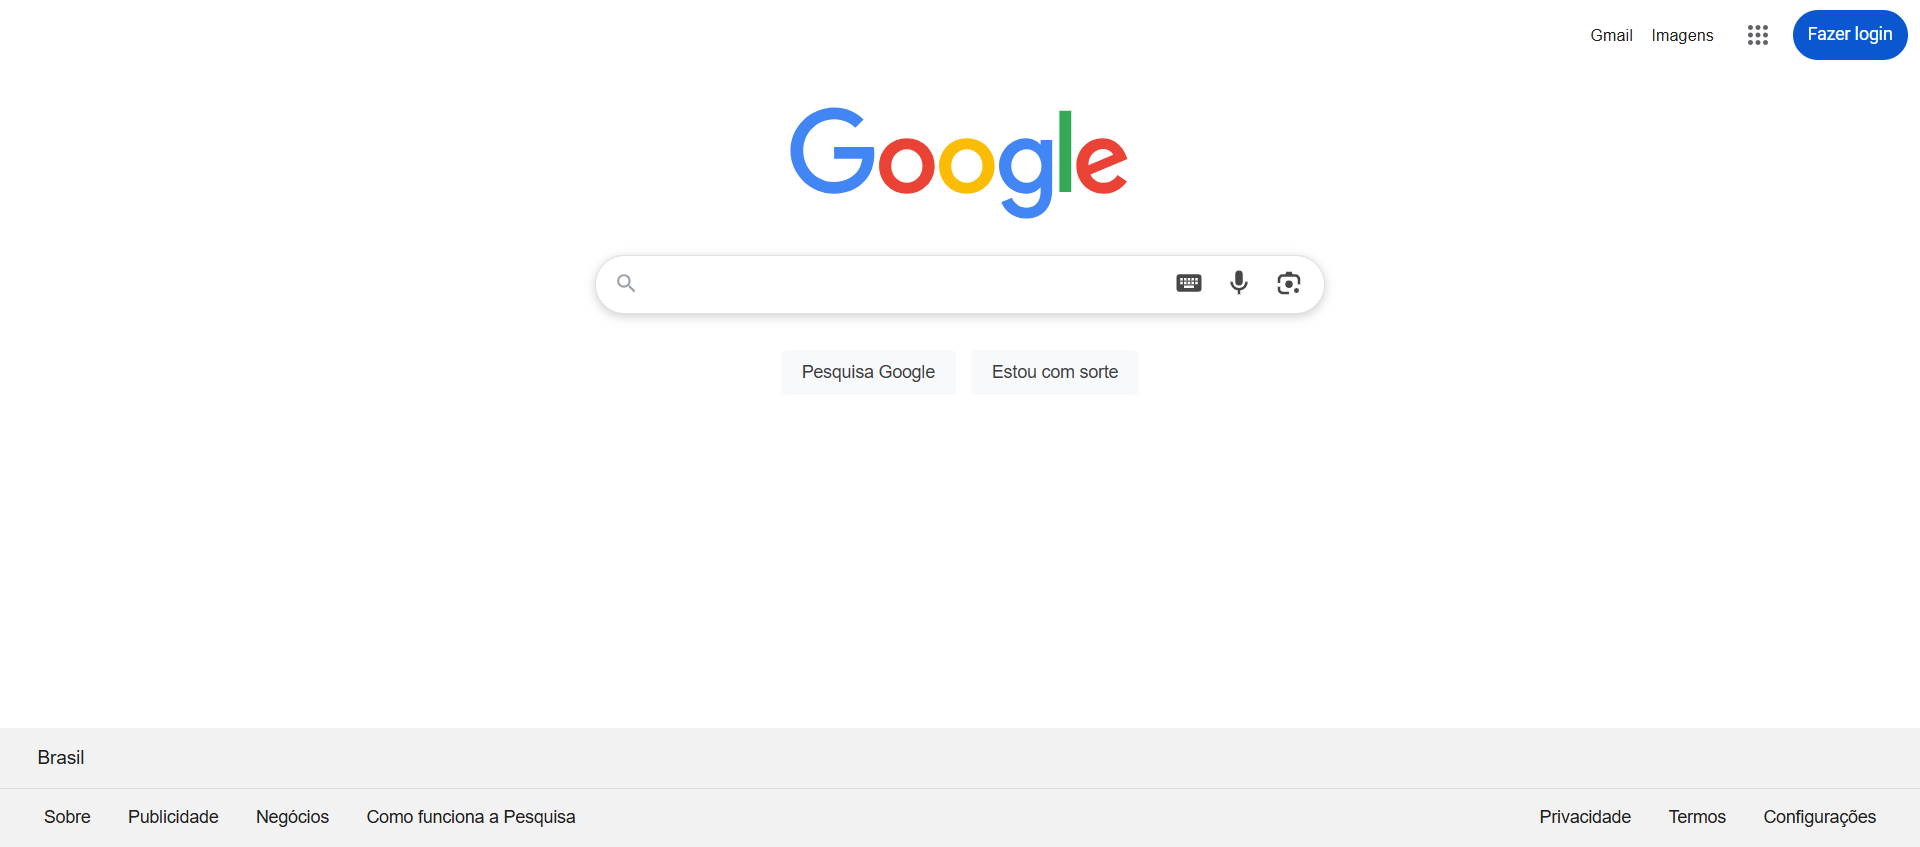 Gmail Imagens Fazer login
Google
Pesquisa Google Estou com sorte
Brasil
Sobre Publicidade Negócios Como funciona a Pesquisa Privacidade Termos Configurações